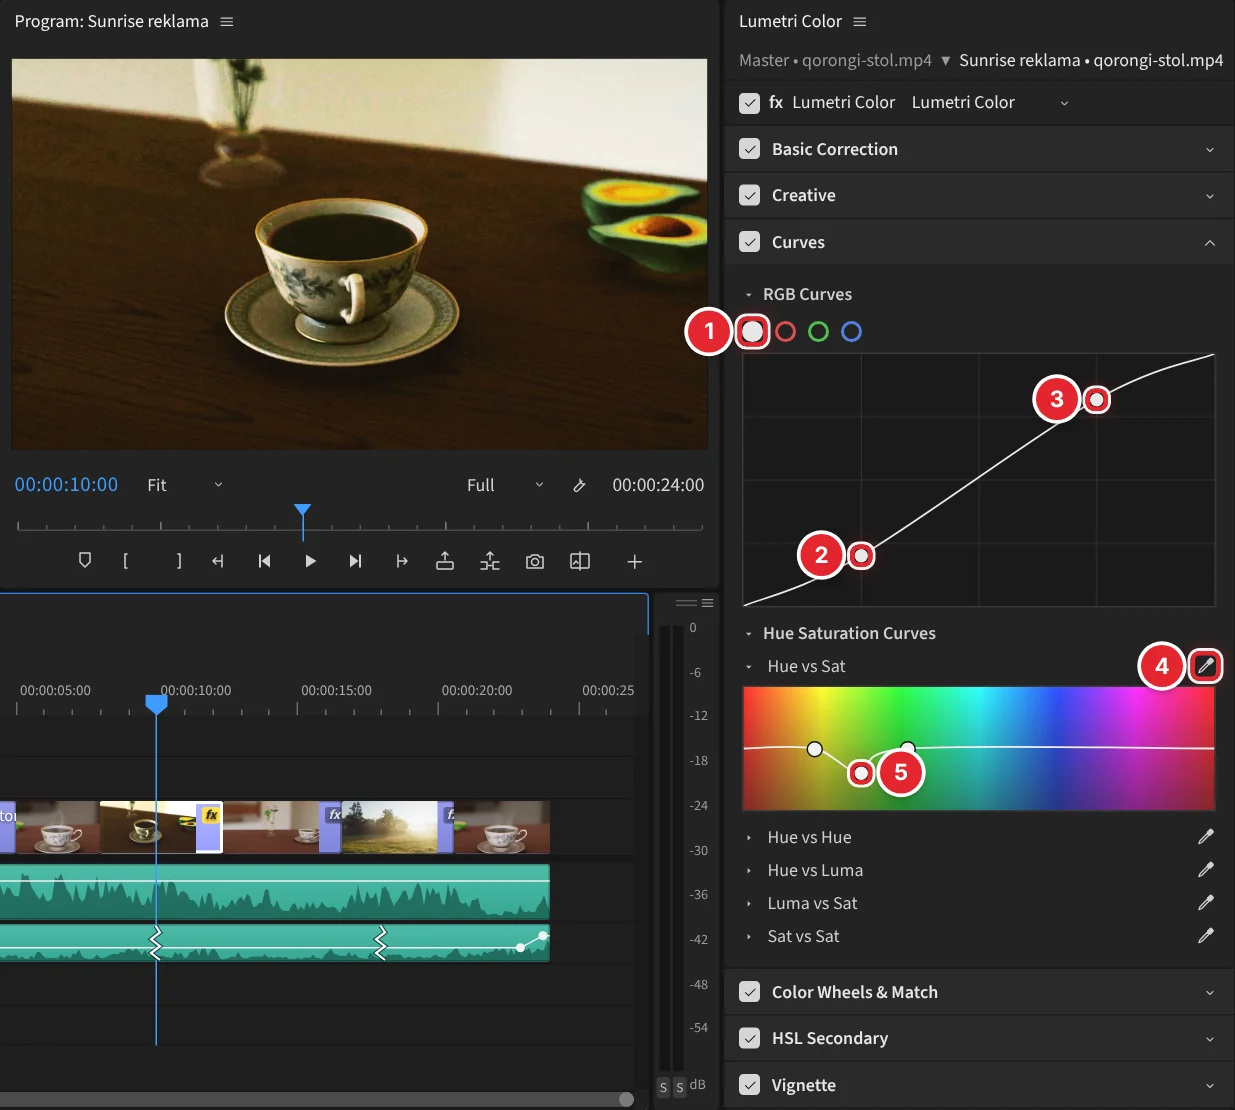 Program: Sunrise reklama
Lumetri Color
Master • qorongi-stol.mp4 Sunrise reklama • qorongi-stol.mp4
fx Lumetri Color Lumetri Color
Basic Correction
Creative
Curves
RGB Curves
1
3
2
00:00:10:00 Fit Full 00:00:24:00
Hue Saturation Curves
Hue vs Sat
4
5
Hue vs Hue
Hue vs Luma
Luma vs Sat
Sat vs Sat
Color Wheels & Match
HSL Secondary
Vignette
00:00:05:00 00:00:10:00 00:00:15:00 00:00:20:00 00:00:25
fx fx
0
-6
-12
-18
-24
-30
-36
-42
-48
-54
S S dB